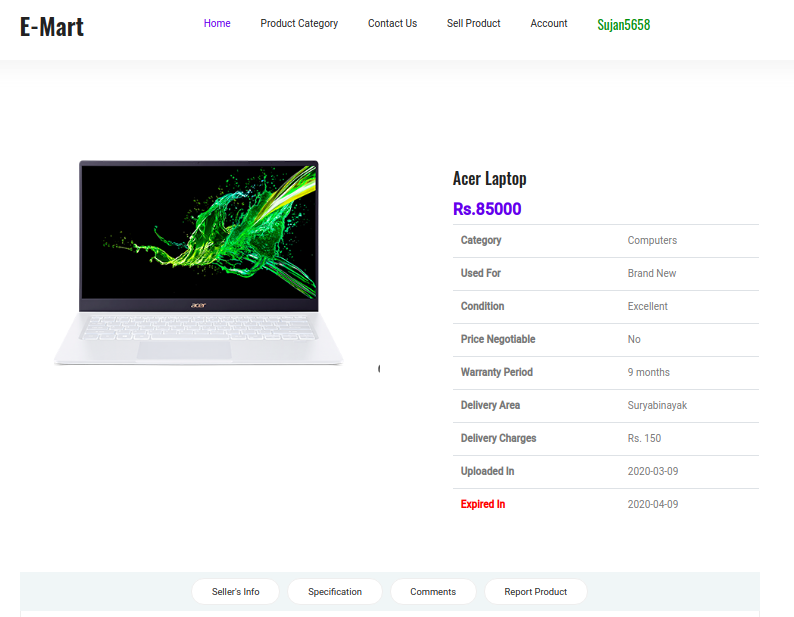 E-Mart
Home Product Category Contact Us Sell Product Account Sujan5658
acer
Acer Laptop
Rs.85000
Category Computers
Used For Brand New
Condition Excellent
Price Negotiable No
Warranty Period 9 months
Delivery Area Suryabinayak
Delivery Charges Rs. 150
Uploaded In 2020-03-09
Expired In 2020-04-09
Seller's Info Specification Comments Report Product